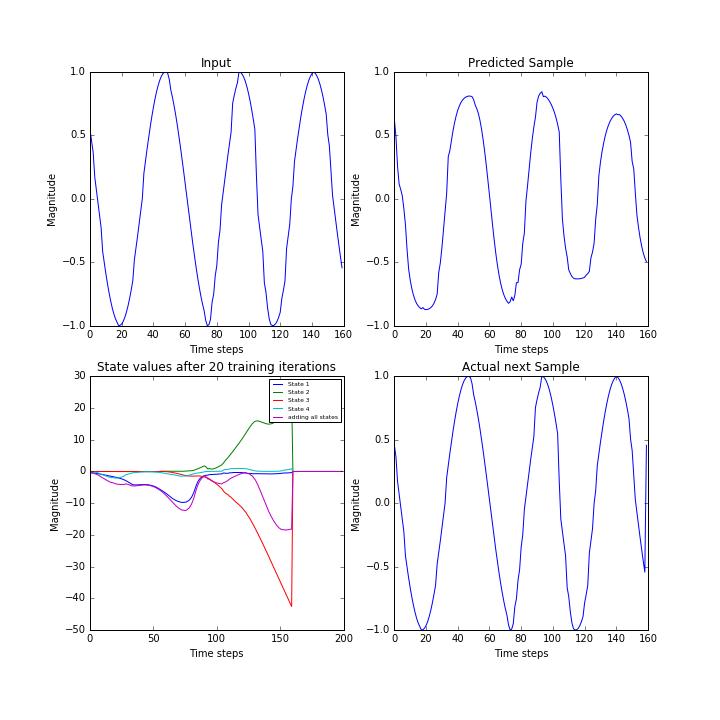 Input
Predicted Sample
1.0
0.5
0.0
−0.5
−1.0
Magnitude
0 20 40 60 80 100 120 140 160
Time steps
1.0
0.5
0.0
−0.5
−1.0
Magnitude
0 20 40 60 80 100 120 140 160
Time steps
State values after 20 training iterations
30
20
10
0
−10
−20
−30
−40
−50
Magnitude
0 50 100 150 200
Time steps
State 1
State 2
State 3
State 4
adding all states
Actual next Sample
1.0
0.5
0.0
−0.5
−1.0
Magnitude
0 20 40 60 80 100 120 140 160
Time steps